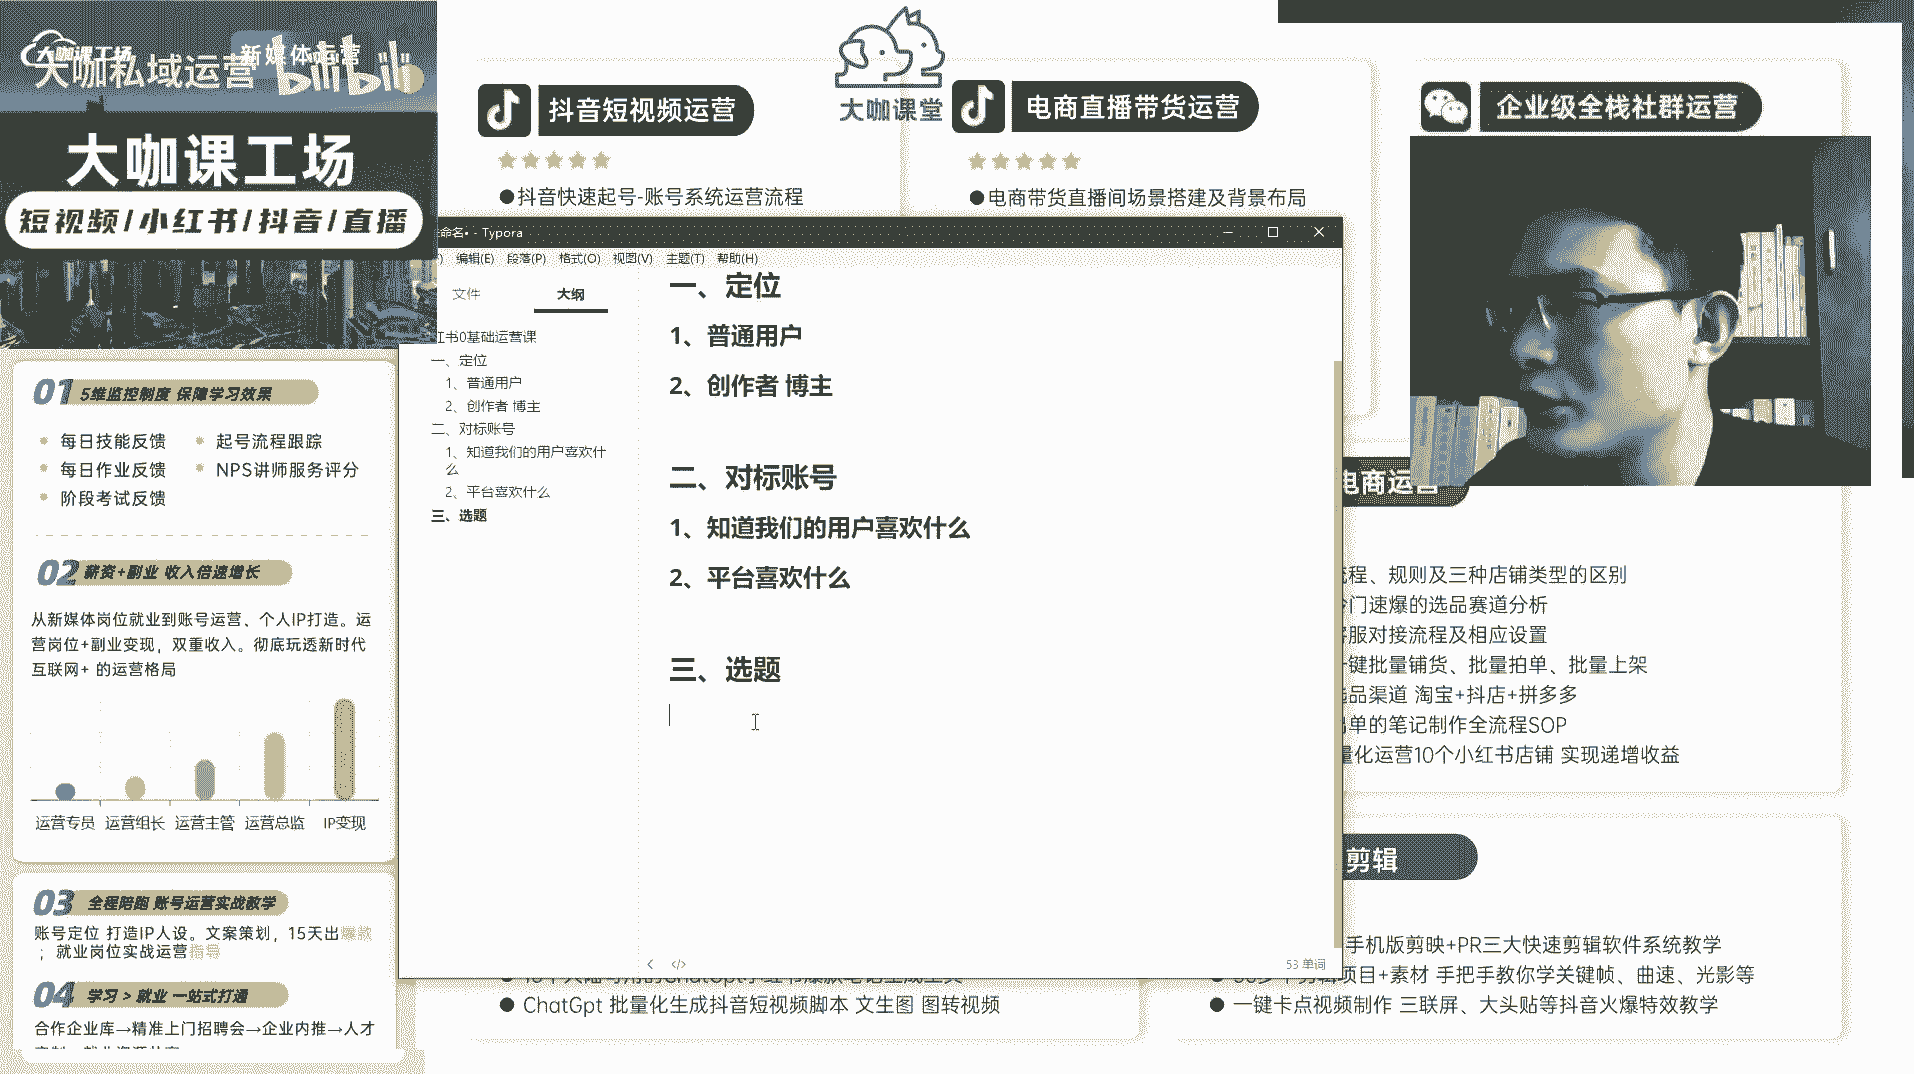 大咖课工场
新媒体运营
大咖私域运营
bilibili
大咖课工场
短视频/小红书/抖音/直播
大咖课堂
抖音短视频运营
●抖音快速起号-账号系统运营流程
电商直播带货运营
●电商带货直播间场景搭建及背景布局
企业级全栈社群运营
01 5维监控制度 保障学习效果
每日技能反馈
起号流程跟踪
每日作业反馈
NPS讲师服务评分
阶段考试反馈
02 薪资+副业 收入倍速增长
从新媒体岗位就业到账号运营、个人IP打造。运
营岗位+副业变现，双重收入。彻底玩透新时代
互联网+ 的运营格局
运营专员 运营组长 运营主管 运营总监 IP变现
03 全程陪跑 账号运营实战教学
账号定位 打造IP人设。文案策划，15天出爆款
；就业岗位实战运营指导
04 学习 > 就业 一站式打通
合作企业库→精准上门招聘会→企业内推→人才
命名• - Typora
编辑(E) 段落(P) 格式(O) 视图(V) 主题(T) 帮助(H)
文件
大纲
红书0基础运营课
一、定位
1、普通用户
2、创作者 博主
二、对标账号
1、知道我们的用户喜欢什
么
2、平台喜欢什么
三、选题
一、定位
1、普通用户
2、创作者 博主
二、对标账号
1、知道我们的用户喜欢什么
2、平台喜欢什么
三、选题
53 单词
电商运营
流程、规则及三种店铺类型的区别
冷门速爆的选品赛道分析
客服对接流程及相应设置
一键批量铺货、批量拍单、批量上架
选品渠道 淘宝+抖店+拼多多
出单的笔记制作全流程SOP
量化运营10个小红书店铺 实现递增收益
剪辑
手机版剪映+PR三大快速剪辑软件系统教学
项目+素材 手把手教你学关键帧、曲速、光影等
● ChatGpt 批量化生成抖音短视频脚本 文生图 图转视频
● 一键卡点视频制作 三联屏、大头贴等抖音火爆特效教学